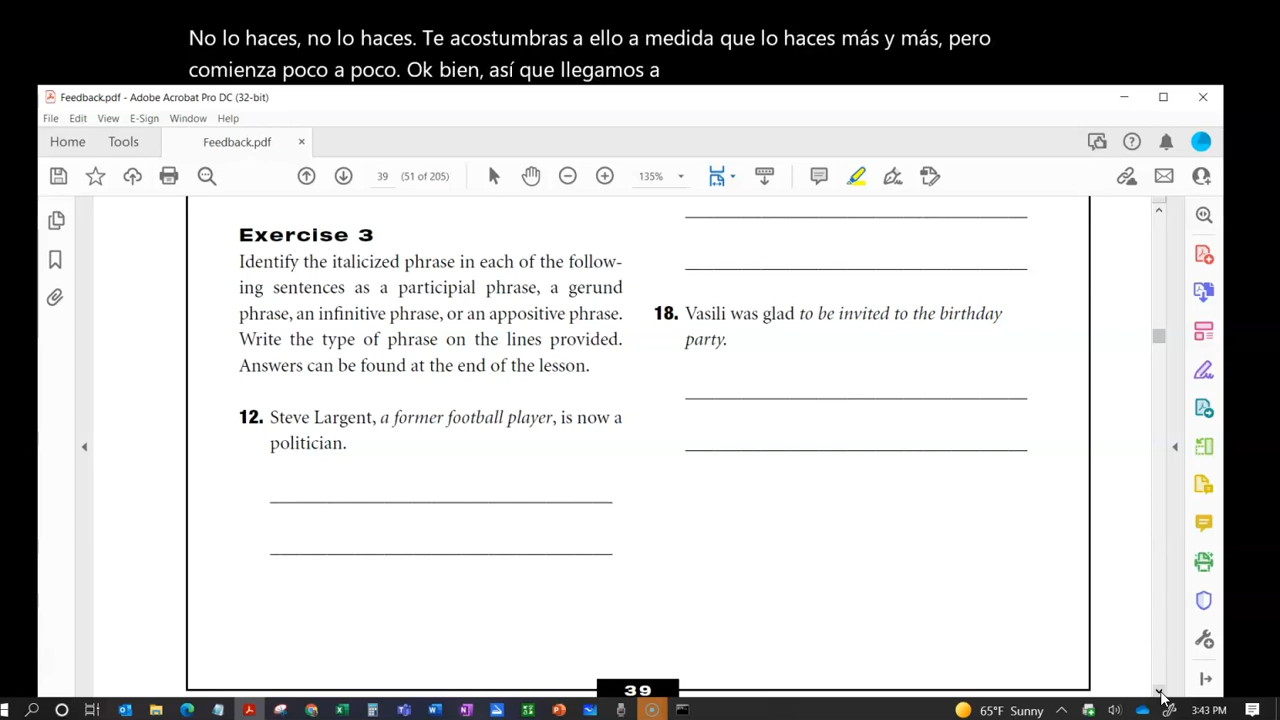 No lo haces, no lo haces. Te acostumbras a ello a medida que lo haces más y más, pero
comienza poco a poco. Ok bien, así que llegamos a
Feedback.pdf - Adobe Acrobat Pro DC (32-bit)
File Edit View E-Sign Window Help
Home Tools Feedback.pdf
39 (51 of 205) 135%
Exercise 3
Identify the italicized phrase in each of the follow-
ing sentences as a participial phrase, a gerund
phrase, an infinitive phrase, or an appositive phrase.
Write the type of phrase on the lines provided.
Answers can be found at the end of the lesson.
12. Steve Largent, a former football player, is now a
politician.
18. Vasili was glad to be invited to the birthday
party.
39
65°F Sunny 3:43 PM